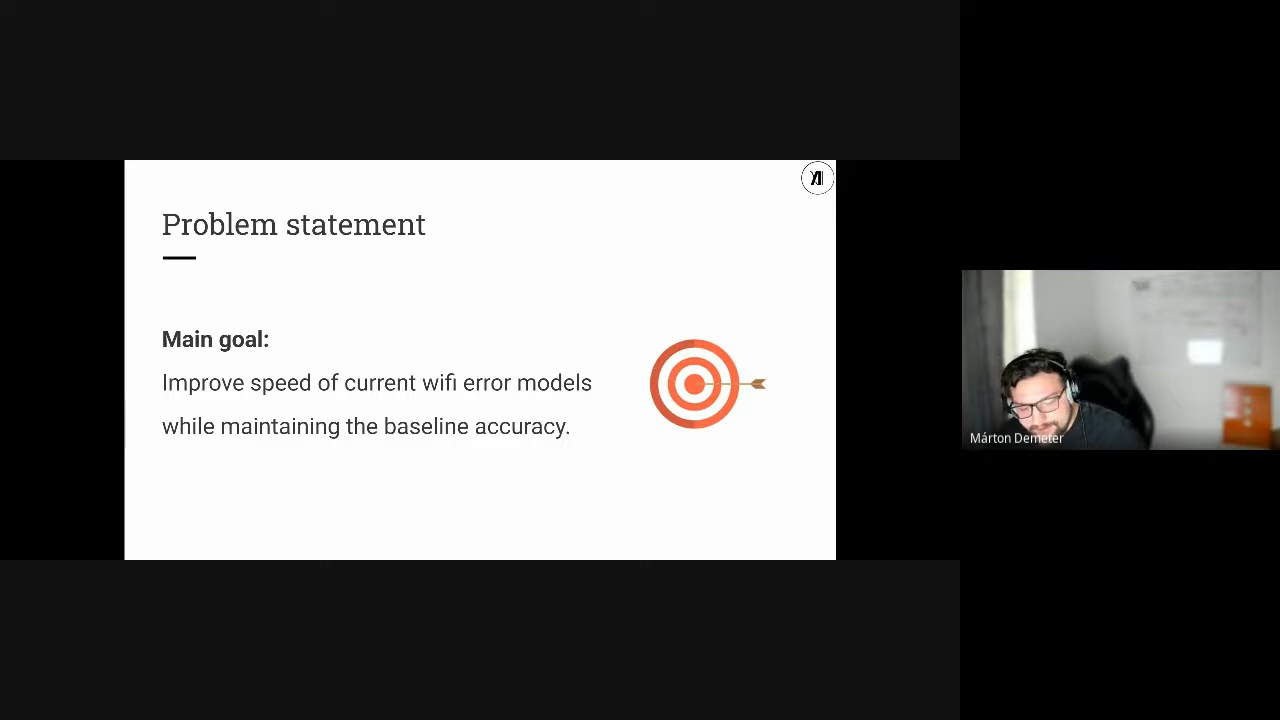 Problem statement
Main goal:
Improve speed of current wifi error models
while maintaining the baseline accuracy.
Márton Demeter